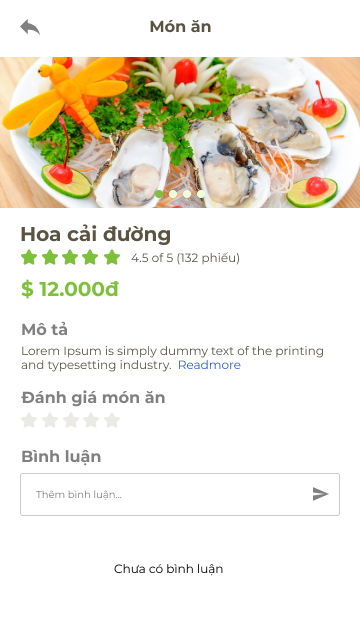 Món ăn
Hoa cải đường
4.5 of 5 (132 phiếu)
$ 12.000đ
Mô tả
Lorem Ipsum is simply dummy text of the printing
and typesetting industry. Readmore
Đánh giá món ăn
Bình luận
Thêm bình luận...
Chưa có bình luận